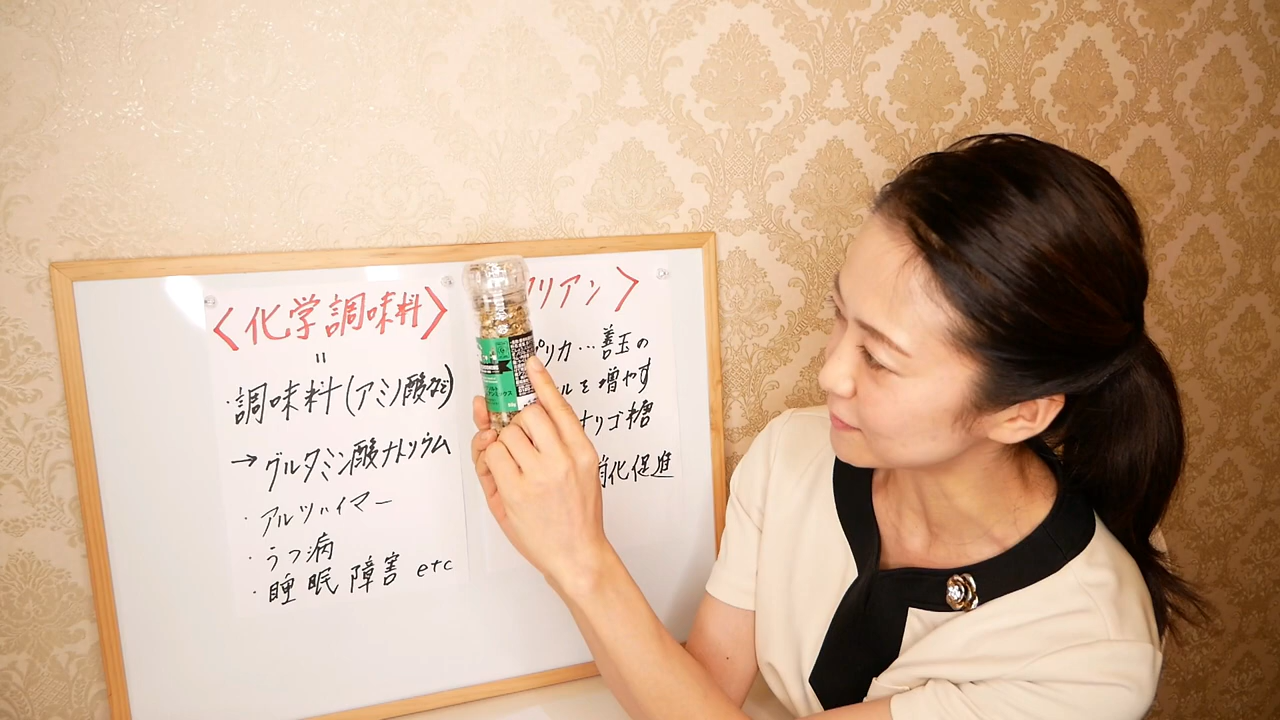 〈化学調味料〉
〃
・調味料(アミノ酸など)
→グルタミン酸ナトリウム
・アルツハイマー
・うつ病
・睡眠障害 etc
リアン〉
プリカ…善玉の
ルを増やす
オリゴ糖
消化促進